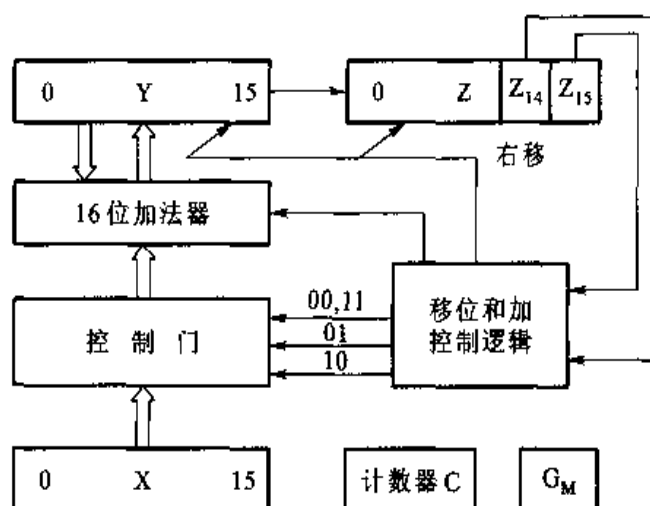 0 Y 15
0 Z Z₁₄ Z₁₅
右移
16位加法器
00,11
01
10
控制门
移位和加
控制逻辑
0 X 15
计数器C
G_M